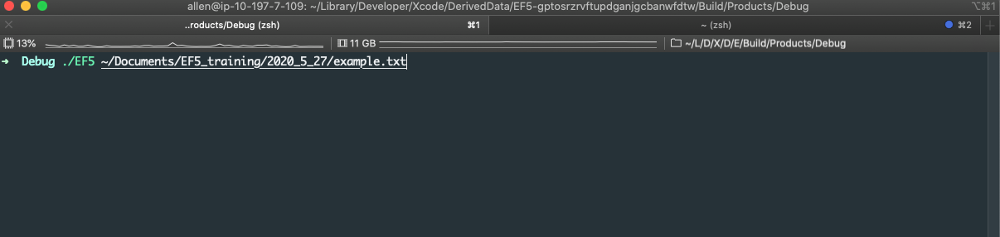 allen@ip-10-197-7-109: ~/Library/Developer/Xcode/DerivedData/EF5-gptosrzrvftupdganjgcbanwfdtw/Build/Products/Debug ⌥⌘1
..roducts/Debug (zsh) ⌘1 ~ (zsh) ⌘2
13% 11 GB ~/L/D/X/D/E/Build/Products/Debug
➜ Debug ./EF5 ~/Documents/EF5_training/2020_5_27/example.txt